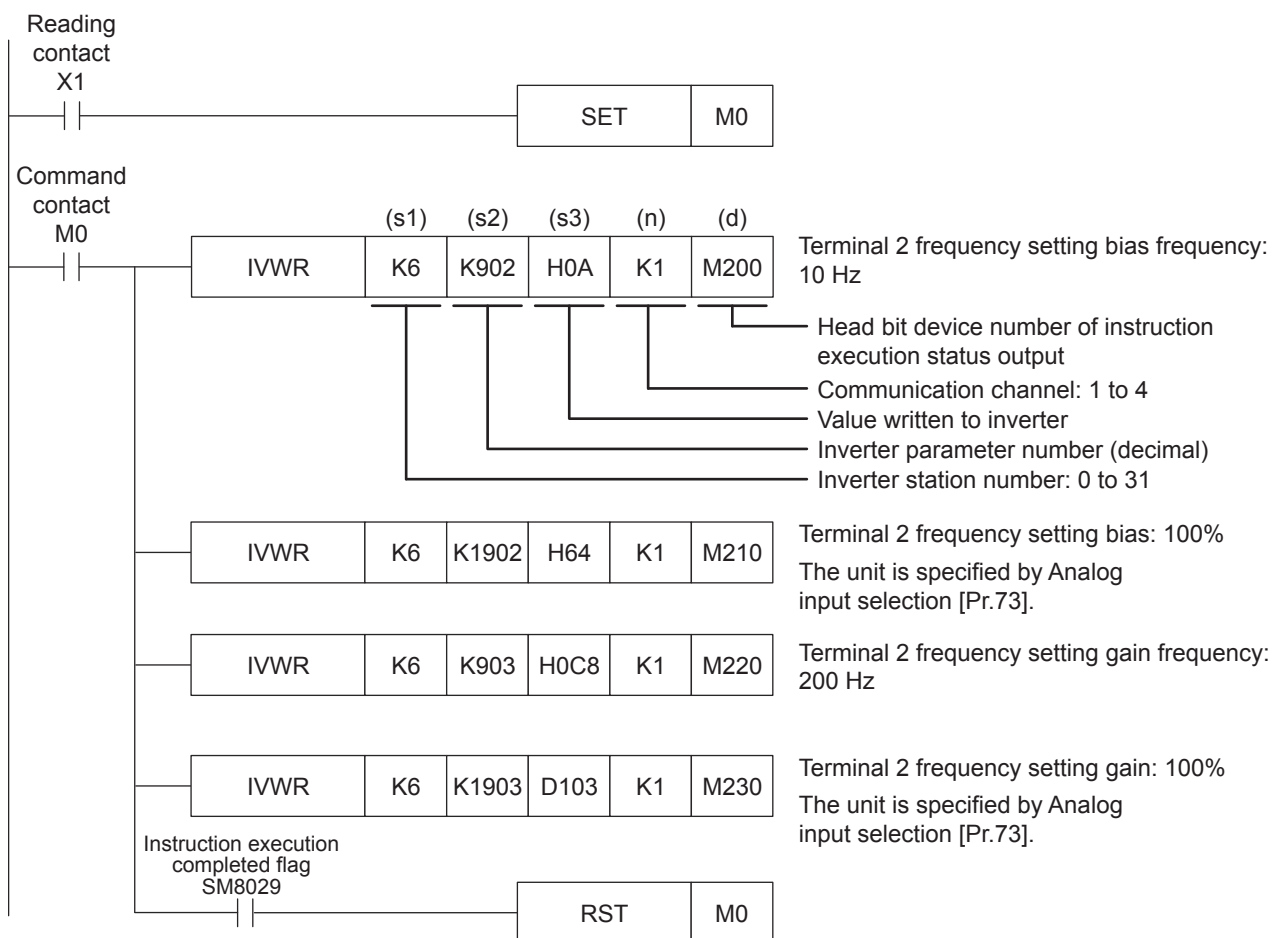 Reading
contact
X1
SET M0
Command
contact
M0
(s1) (s2) (s3) (n) (d)
IVWR K6 K902 H0A K1 M200
Terminal 2 frequency setting bias frequency:
10 Hz
Head bit device number of instruction
execution status output
Communication channel: 1 to 4
Value written to inverter
Inverter parameter number (decimal)
Inverter station number: 0 to 31
IVWR K6 K1902 H64 K1 M210
Terminal 2 frequency setting bias: 100%
The unit is specified by Analog
input selection [Pr.73].
IVWR K6 K903 H0C8 K1 M220
Terminal 2 frequency setting gain frequency:
200 Hz
IVWR K6 K1903 D103 K1 M230
Terminal 2 frequency setting gain: 100%
The unit is specified by Analog
input selection [Pr.73].
Instruction execution
completed flag
SM8029
RST M0